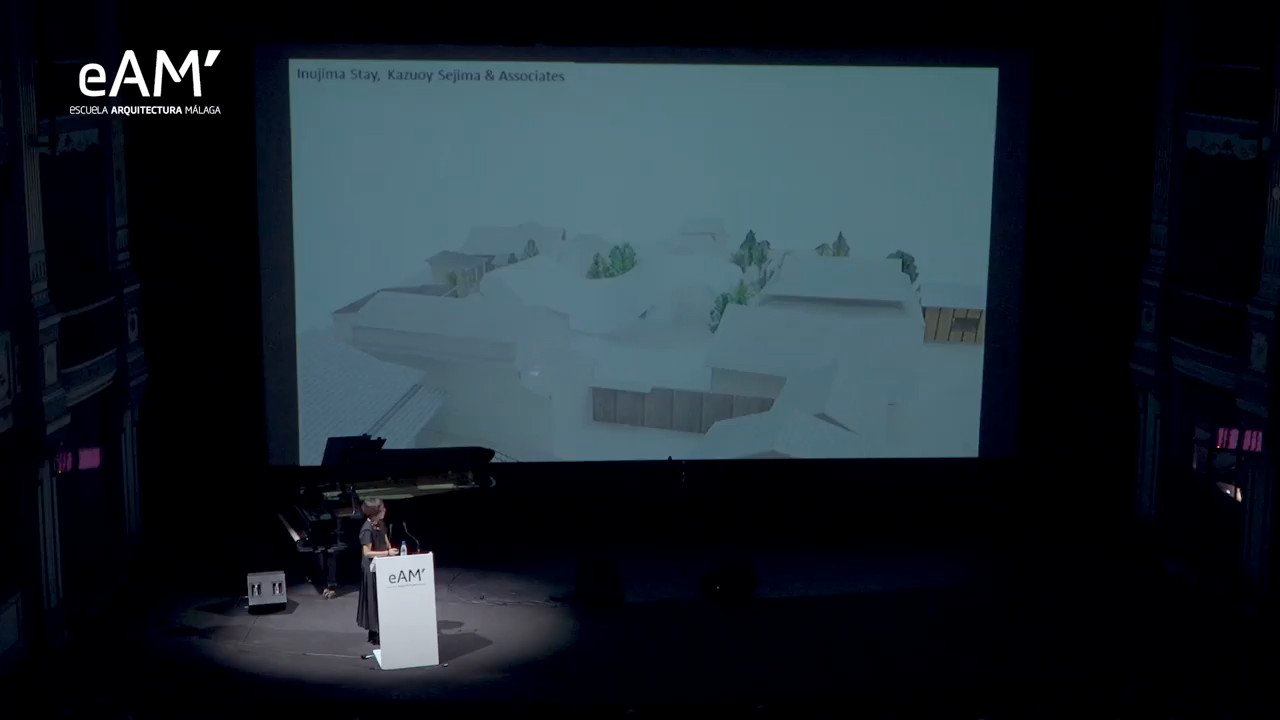 eAM'
ESCUELA ARQUITECTURA MÁLAGA
Inujima Stay, Kazuoy Sejima & Associates
eAM'